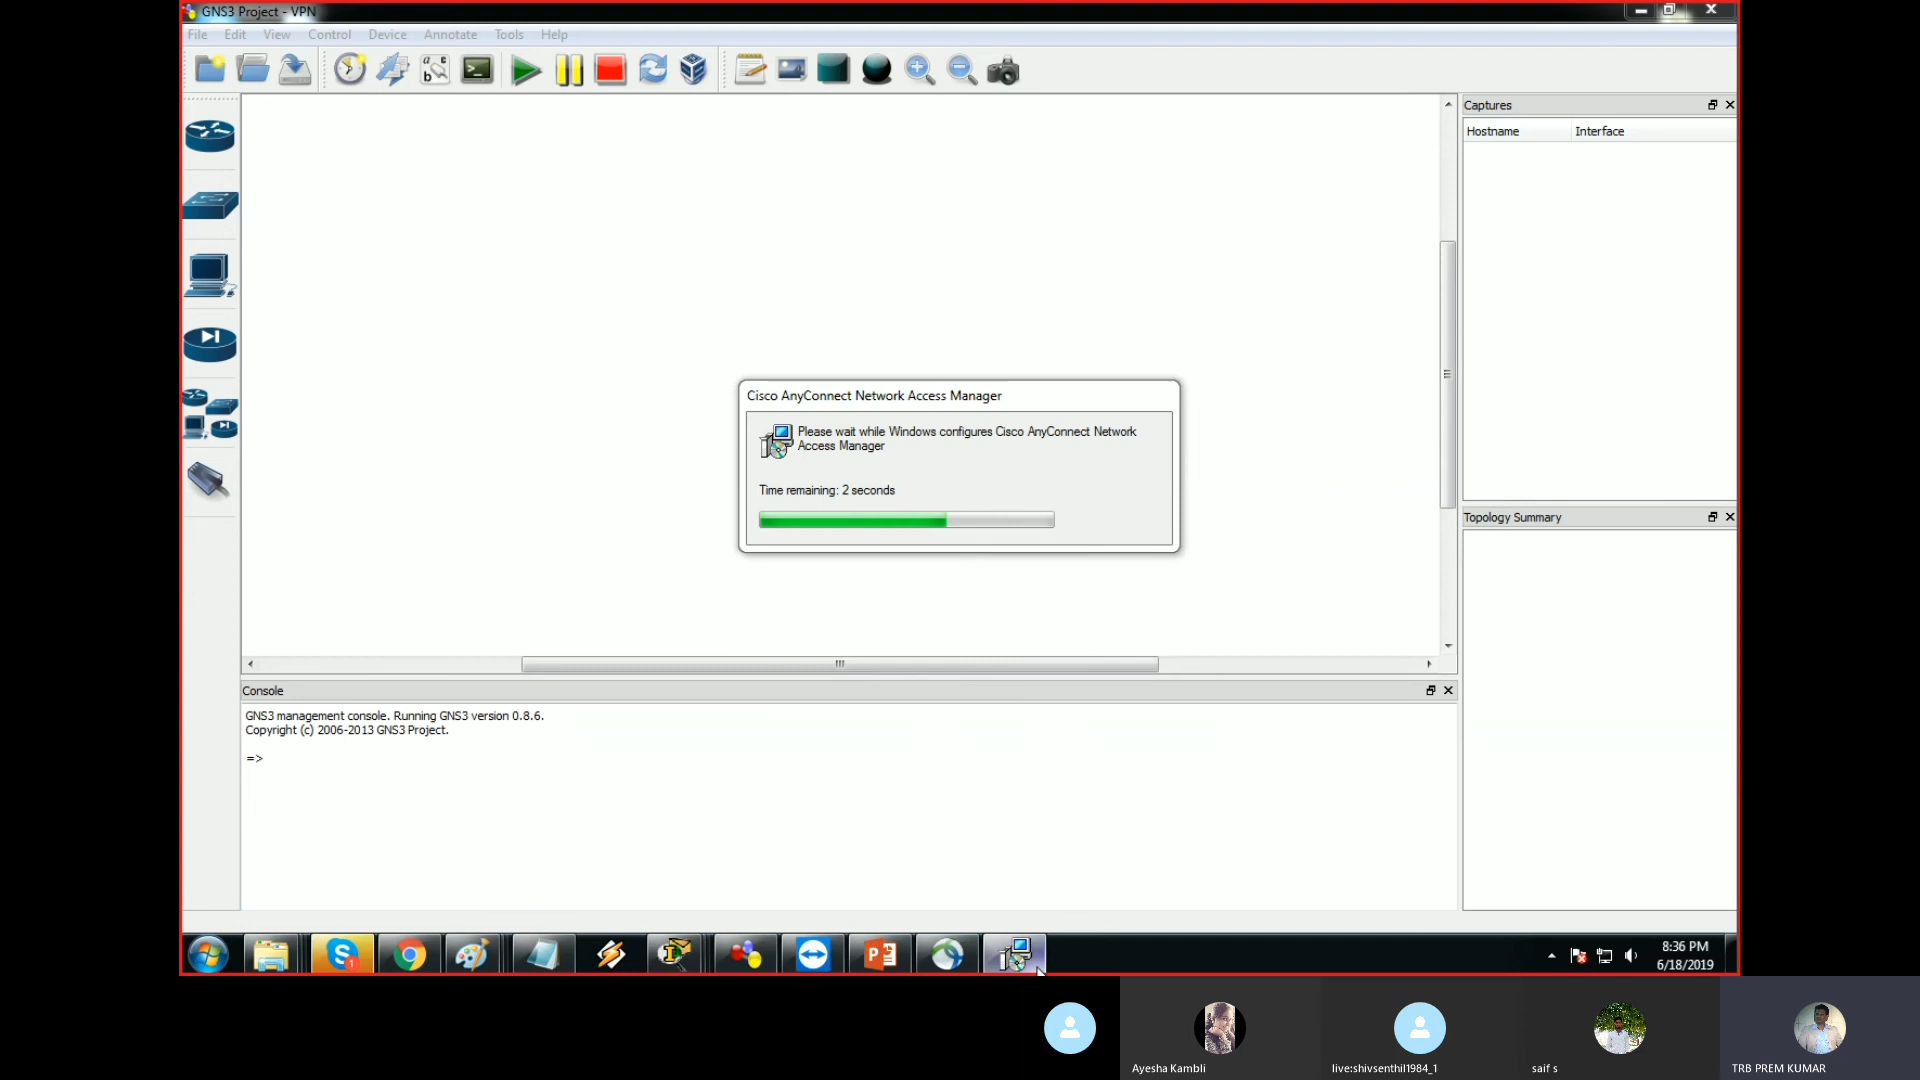 GNS3 Project - VPN
File Edit View Control Device Annotate Tools Help
Captures
Hostname Interface
Cisco AnyConnect Network Access Manager
Please wait while Windows configures Cisco AnyConnect Network
Access Manager
Time remaining: 2 seconds
Topology Summary
Console
GNS3 management console. Running GNS3 version 0.8.6.
Copyright (c) 2006-2013 GNS3 Project.
=>
8:36 PM
6/18/2019
Ayesha Kambli
live:shivsenthil1984_1
saif s
TRB PREM KUMAR